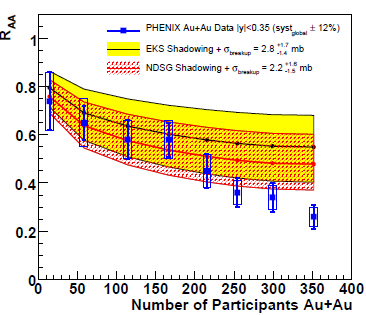 PHENIX Au+Au Data |y|<0.35 (syst_global ± 12%)
EKS Shadowing + σ_breakup = 2.8 +1.7 -1.4 mb
NDSG Shadowing + σ_breakup = 2.2 +1.6 -1.5 mb
R_AA
1
0.8
0.6
0.4
0.2
0
0 50 100 150 200 250 300 350 400
Number of Participants Au+Au